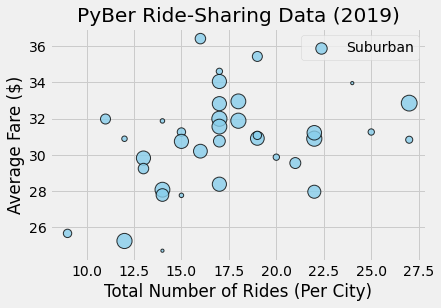 PyBer Ride-Sharing Data (2019)
Suburban
Average Fare ($)
36
34
32
30
28
26
10.0 12.5 15.0 17.5 20.0 22.5 25.0 27.5
Total Number of Rides (Per City)